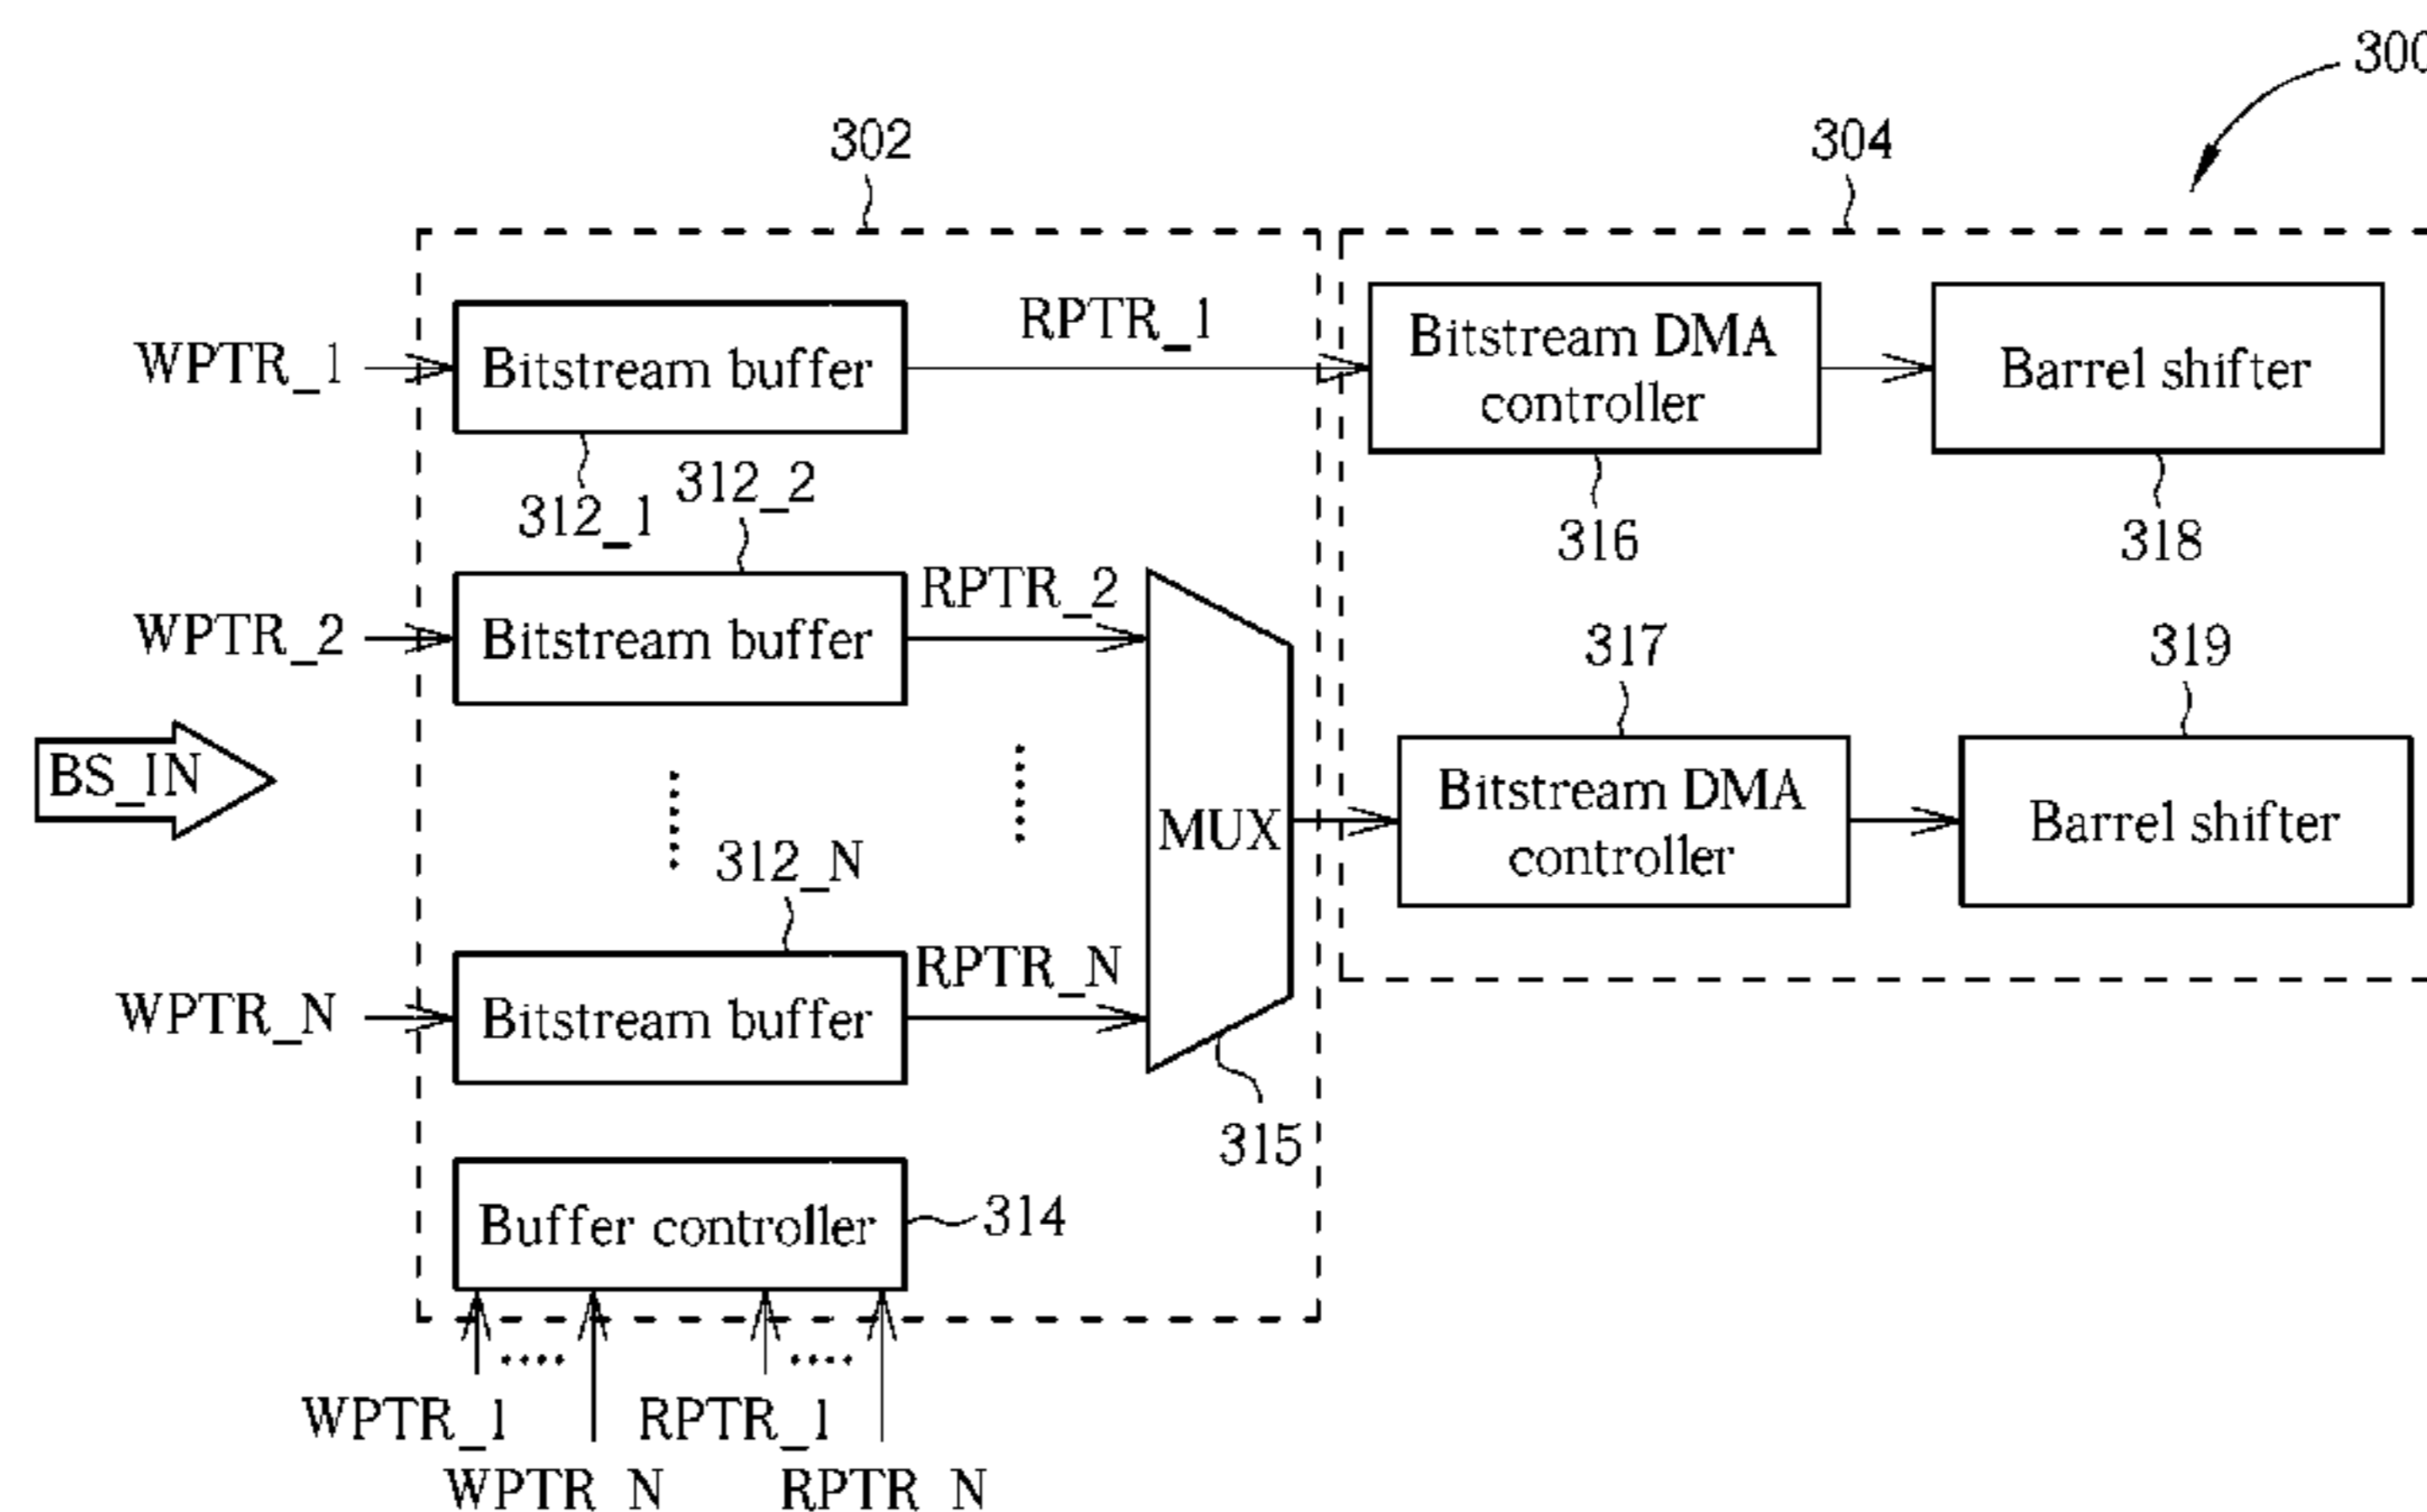 300
302
304
WPTR_1
Bitstream buffer
RPTR_1
Bitstream DMA controller
Barrel shifter
312_1
312_2
316
318
WPTR_2
Bitstream buffer
RPTR_2
317
319
BS_IN
MUX
Bitstream DMA controller
Barrel shifter
312_N
WPTR_N
Bitstream buffer
RPTR_N
315
Buffer controller
314
WPTR_1
RPTR_1
WPTR_N
RPTR_N